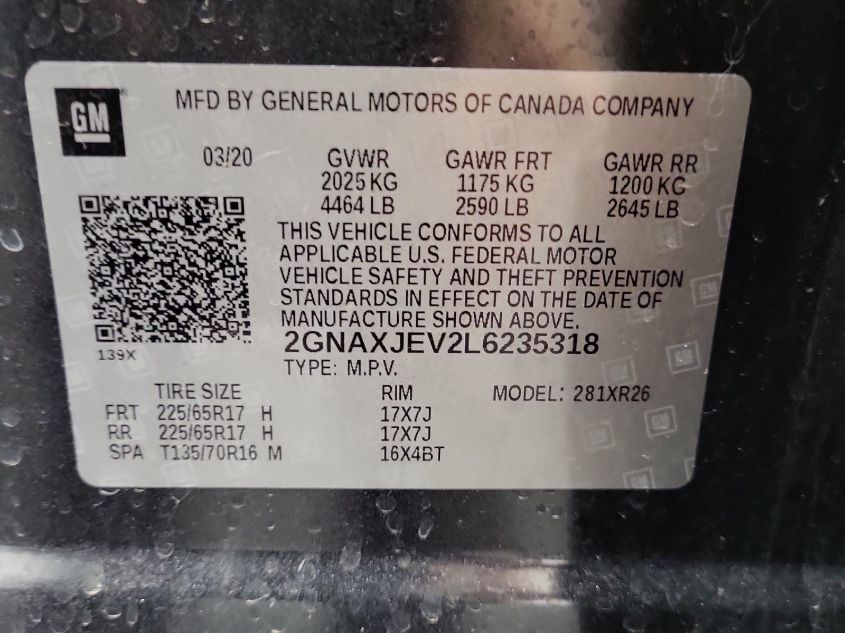 GM
MFD BY GENERAL MOTORS OF CANADA COMPANY
03/20 GVWR GAWR FRT GAWR RR
2025 KG 1175 KG 1200 KG
4464 LB 2590 LB 2645 LB
THIS VEHICLE CONFORMS TO ALL
APPLICABLE U.S. FEDERAL MOTOR
VEHICLE SAFETY AND THEFT PREVENTION
STANDARDS IN EFFECT ON THE DATE OF
MANUFACTURE SHOWN ABOVE.
139X
2GNAXJEV2L6235318
TYPE: M.P.V.
TIRE SIZE RIM MODEL: 281XR26
FRT 225/65R17 H 17X7J
RR 225/65R17 H 17X7J
SPA T135/70R16 M 16X4BT